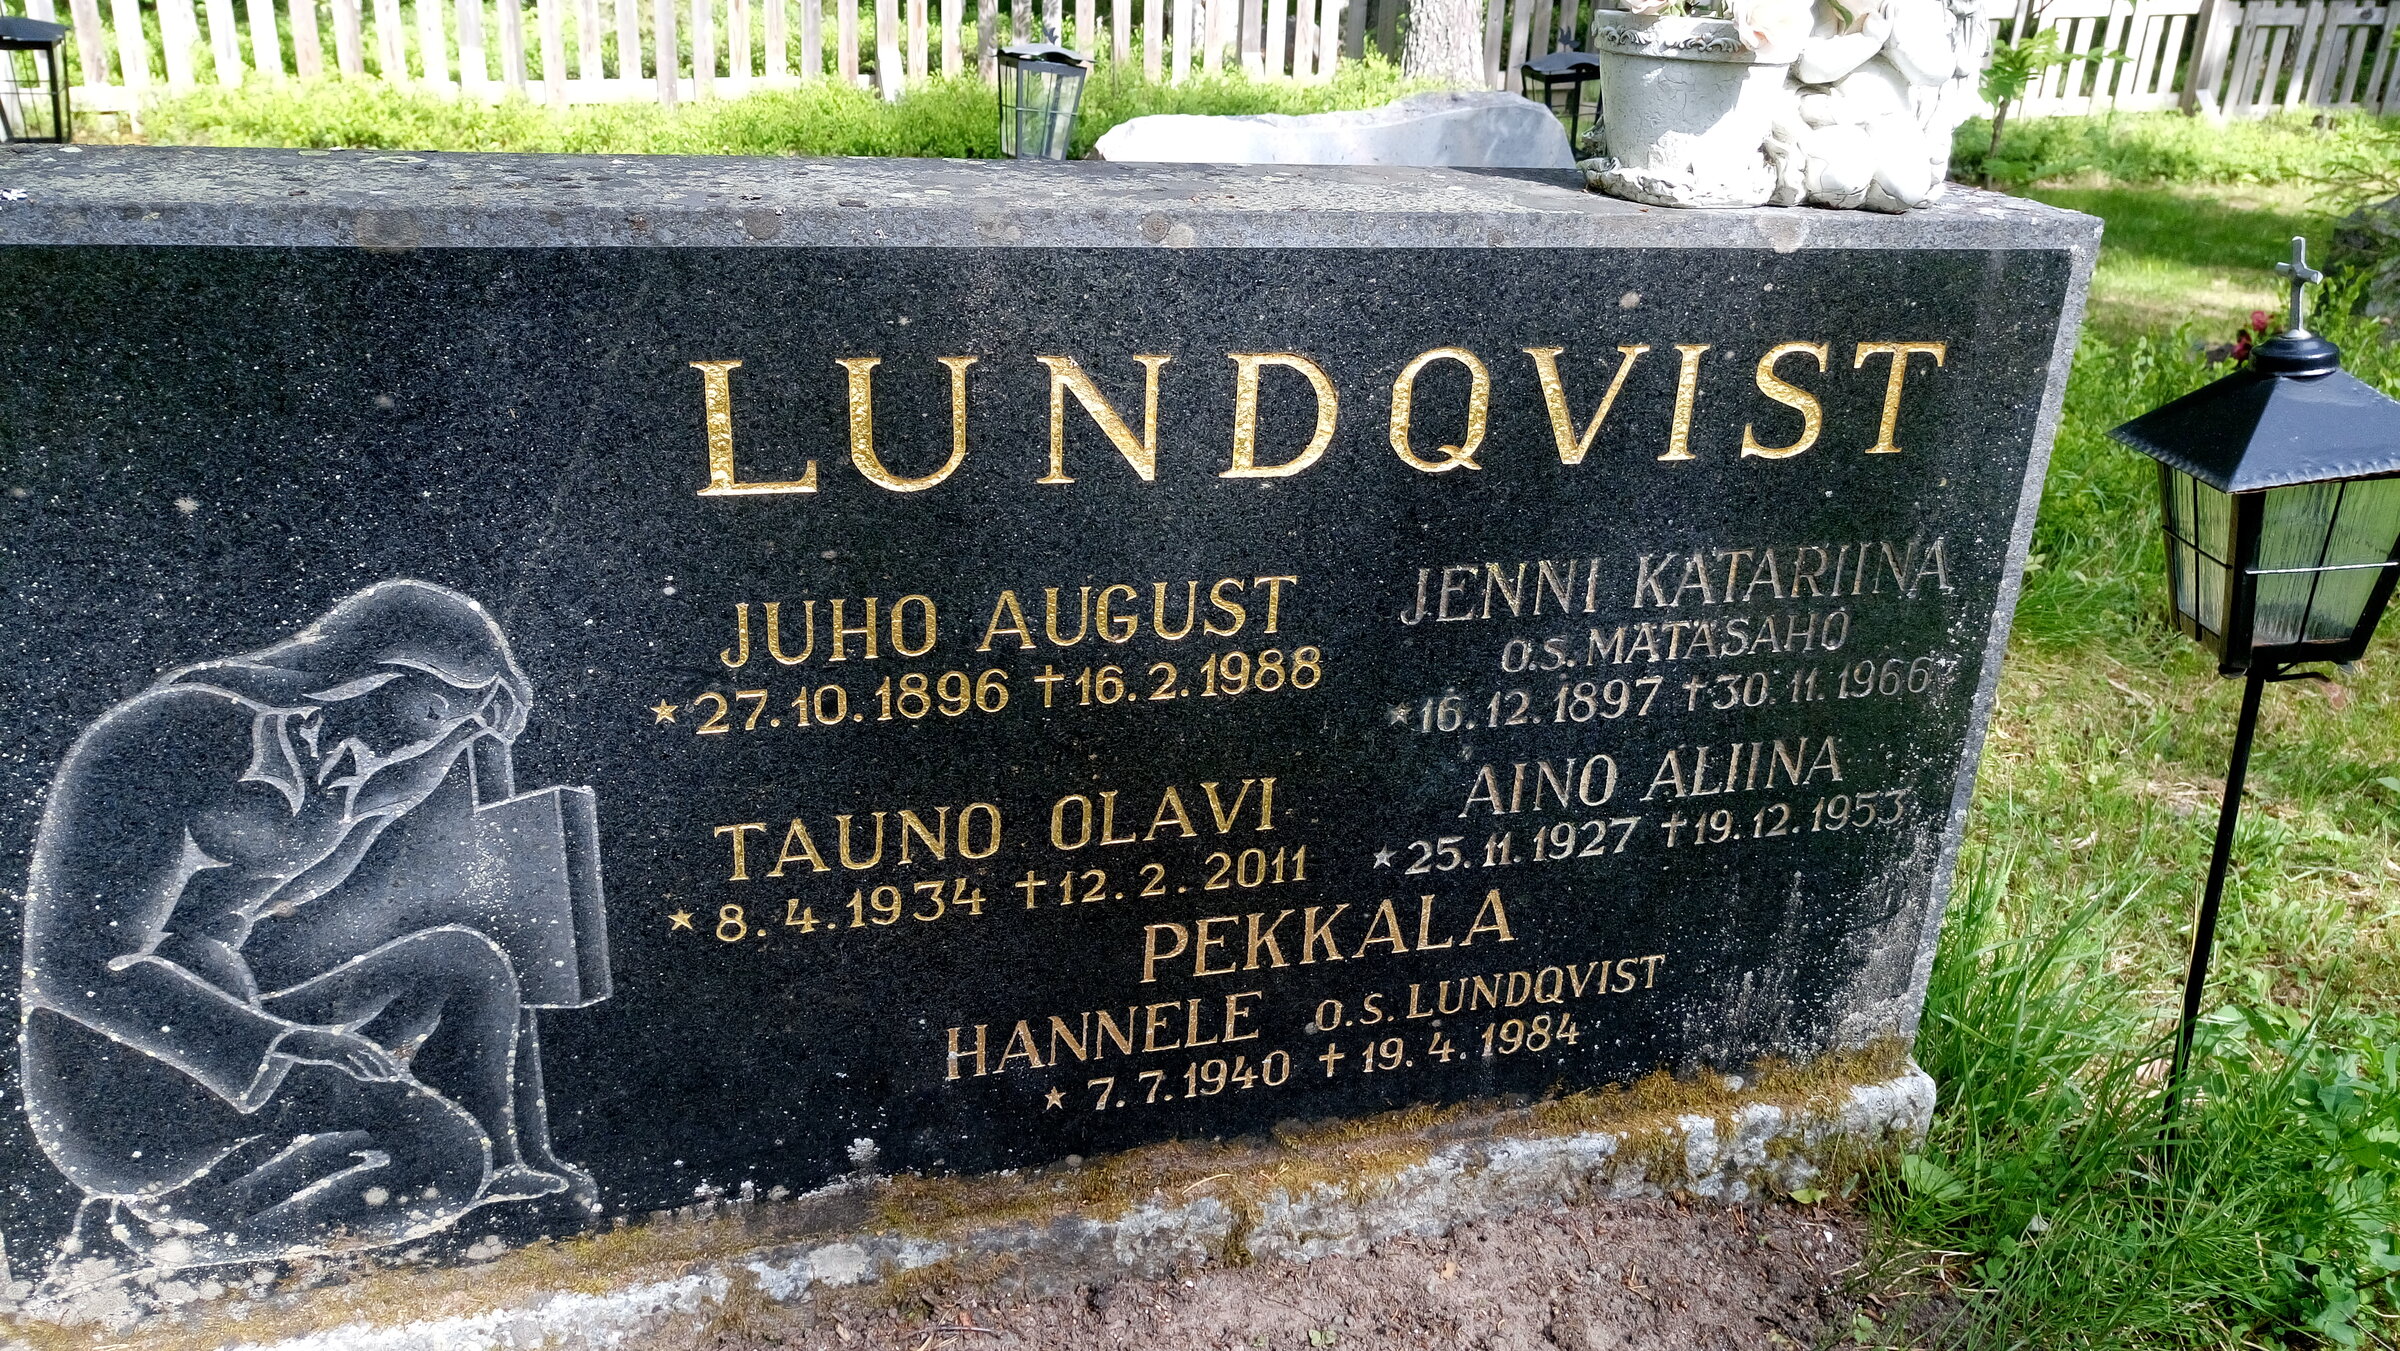 LUNDQVIST
JUHO AUGUST
★27.10.1896 ✝16.2.1988
JENNI KATARIINA
O.S. MÄTÄSAHO
★16.12.1897 ✝30.11.1966
TAUNO OLAVI
★8.4.1934 ✝12.2.2011
AINO ALIINA
★25.11.1927 ✝19.12.1953
PEKKALA
HANNELE O.S. LUNDQVIST
★7.7.1940 ✝19.4.1984